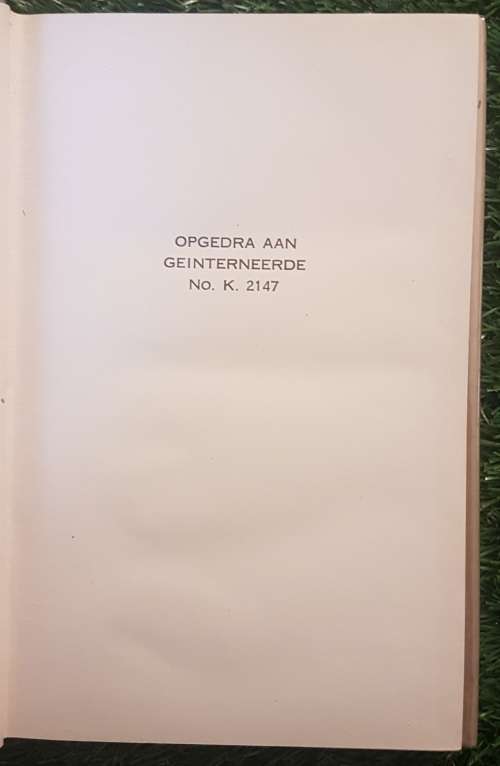 OPGEDRA AAN
GEINTERNEERDE
No. K. 2147